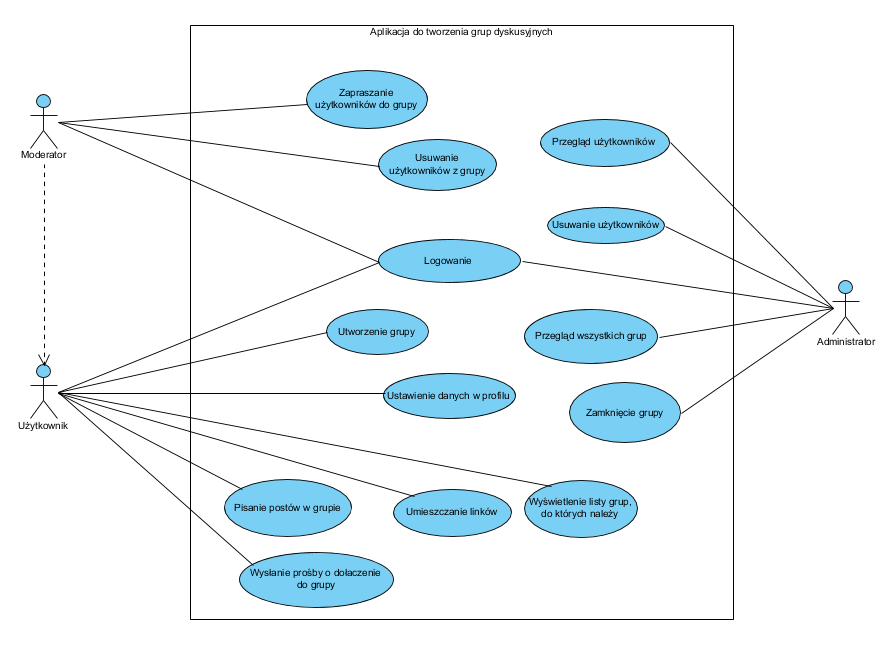 Aplikacja do tworzenia grup dyskusyjnych
Zapraszanie
użytkowników do grupy
Moderator
Usuwanie
użytkowników z grupy
Przegląd użytkowników
Usuwanie użytkowników
Logowanie
Utworzenie grupy
Przegląd wszystkich grup
Administrator
Ustawienie danych w profilu
Zamknięcie grupy
Użytkownik
Pisanie postów w grupie
Umieszczanie linków
Wyświetlenie listy grup,
do których należy
Wysłanie prośby o dołaczenie
do grupy